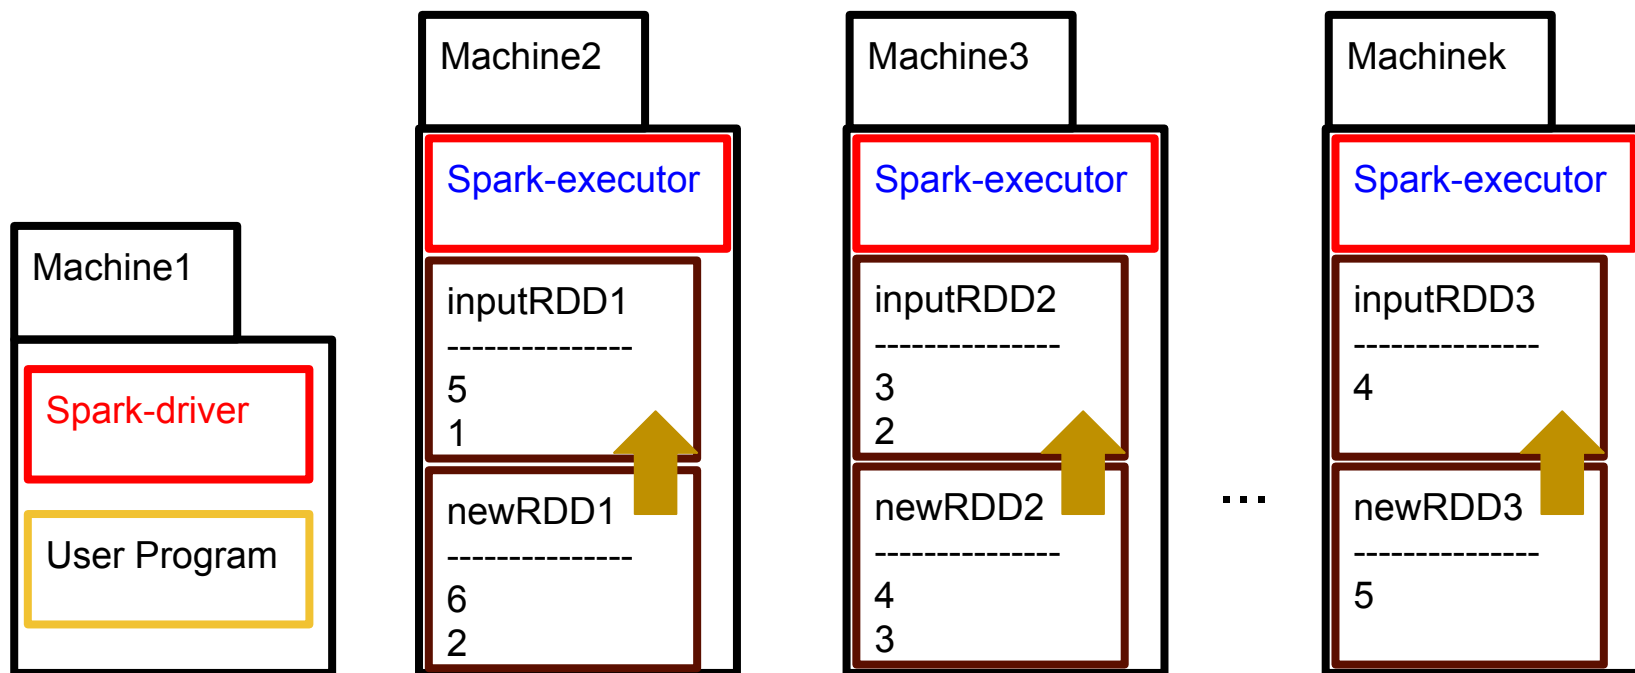 Machine1
Spark-driver
User Program
Machine2
Spark-executor
inputRDD1
---------------
5
1
newRDD1
---------------
6
2
Machine3
Spark-executor
inputRDD2
---------------
3
2
newRDD2
---------------
4
3
...
Machinek
Spark-executor
inputRDD3
---------------
4
newRDD3
---------------
5